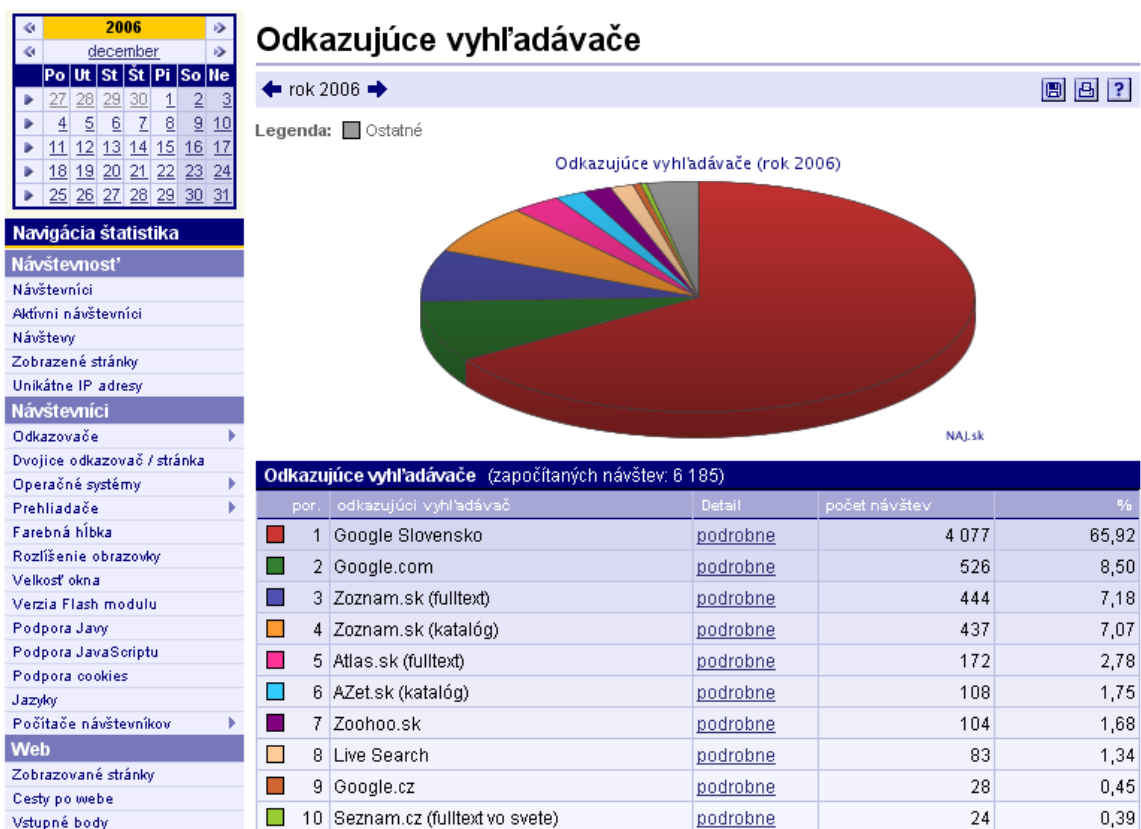 2006
december
Po Ut St Št Pi So Ne
27 28 29 30 1 2 3
4 5 6 7 8 9 10
11 12 13 14 15 16 17
18 19 20 21 22 23 24
25 26 27 28 29 30 31
Navigácia štatistika
Návštevnosť
Návštevníci
Aktívni návštevníci
Návštevy
Zobrazené stránky
Unikátne IP adresy
Návštevníci
Odkazovače
Dvojice odkazovač / stránka
Operačné systémy
Prehliadače
Farebná hĺbka
Rozlíšenie obrazovky
Velkosť okna
Verzia Flash modulu
Podpora Javy
Podpora JavaScriptu
Podpora cookies
Jazyky
Počítače návštevníkov
Web
Zobrazované stránky
Cesty po webe
Vstupné body
Odkazujúce vyhľadávače
rok 2006
?
Legenda: Ostatné
Odkazujúce vyhľadávače (rok 2006)
NAJ.sk
Odkazujúce vyhľadávače (započítaných návštev: 6 185)
por. odkazujúci vyhľadávač Detail počet návštev %
1 Google Slovensko podrobne 4 077 65,92
2 Google.com podrobne 526 8,50
3 Zoznam.sk (fulltext) podrobne 444 7,18
4 Zoznam.sk (katalóg) podrobne 437 7,07
5 Atlas.sk (fulltext) podrobne 172 2,78
6 AZet.sk (katalóg) podrobne 108 1,75
7 Zoohoo.sk podrobne 104 1,68
8 Live Search podrobne 83 1,34
9 Google.cz podrobne 28 0,45
10 Seznam.cz (fulltext vo svete) podrobne 24 0,39